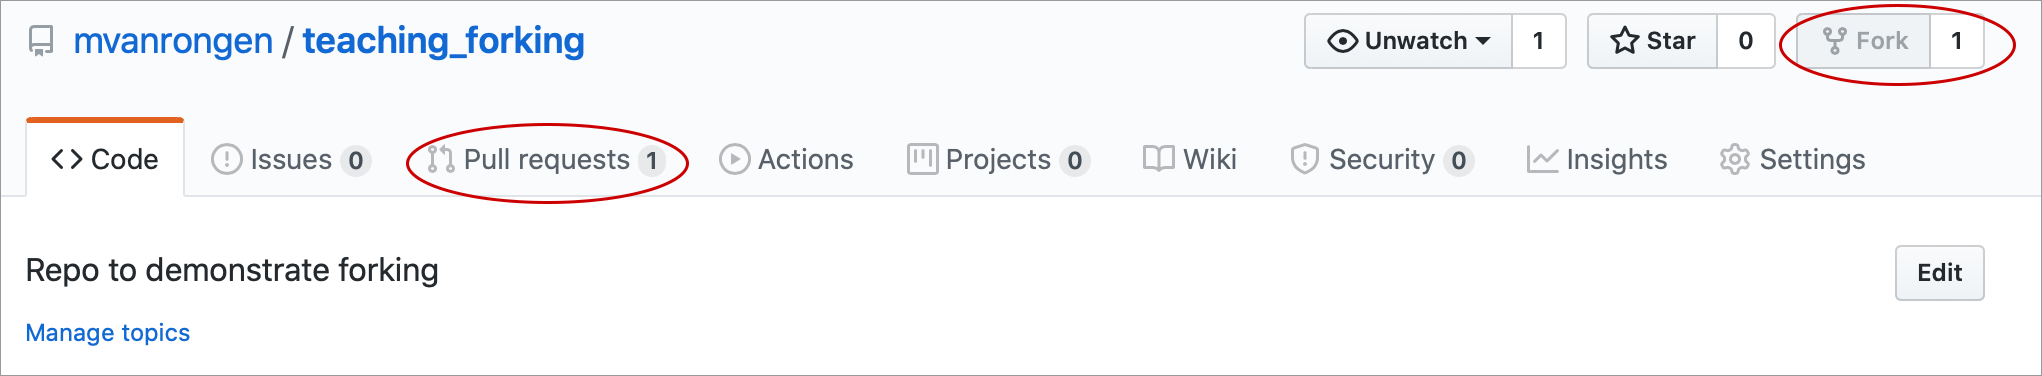 mvanrongen / teaching_forking Unwatch 1 Star 0 Fork 1
Code Issues 0 Pull requests 1 Actions Projects 0 Wiki Security 0 Insights Settings
Repo to demonstrate forking Edit
Manage topics